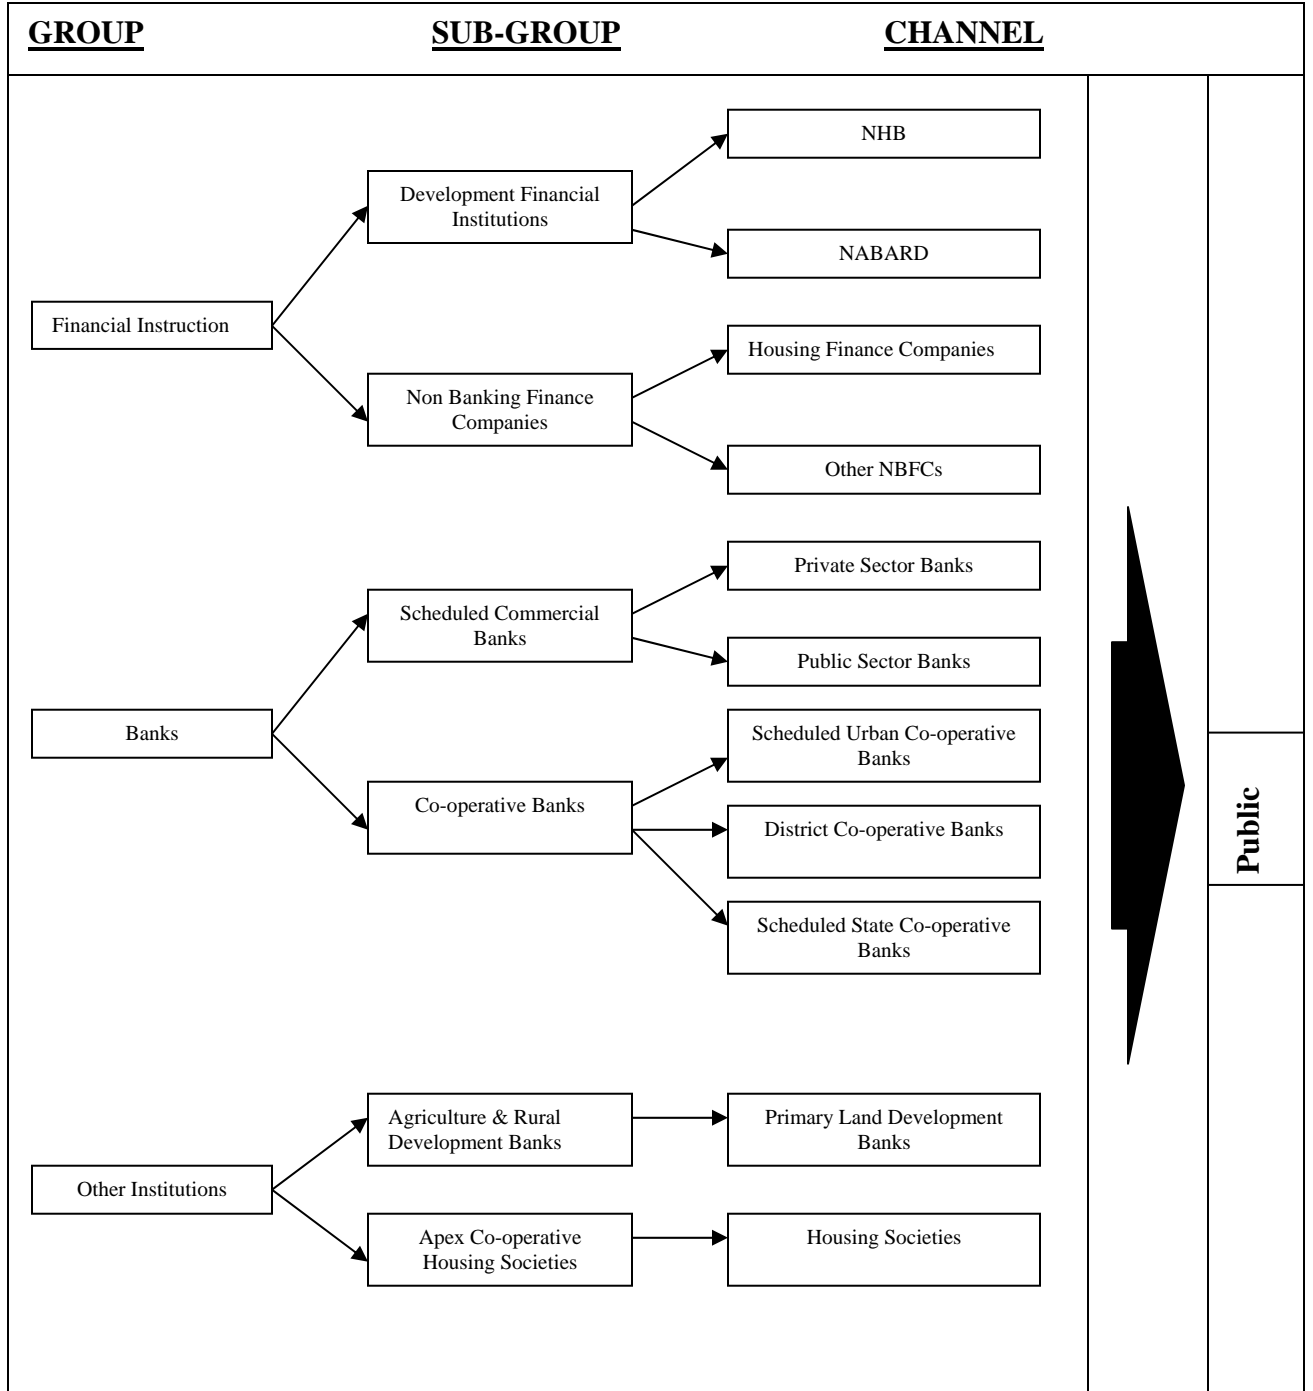 GROUP
SUB-GROUP
CHANNEL
NHB
Development Financial
Institutions
NABARD
Financial Instruction
Housing Finance Companies
Non Banking Finance
Companies
Other NBFCs
Private Sector Banks
Scheduled Commercial
Banks
Public Sector Banks
Banks
Scheduled Urban Co-operative
Banks
Co-operative Banks
District Co-operative Banks
Scheduled State Co-operative
Banks
Public
Agriculture & Rural
Development Banks
Primary Land Development
Banks
Other Institutions
Apex Co-operative
Housing Societies
Housing Societies